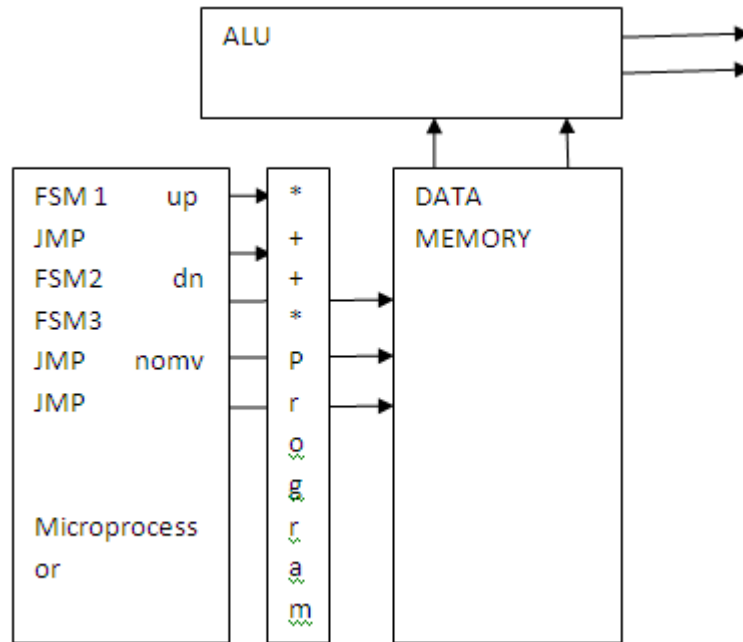 ALU
FSM 1 up
JMP
FSM2 dn
FSM3
JMP nomv
JMP
Microprocess
or
*
+
+
*
P
r
o
g
r
a
m
DATA
MEMORY